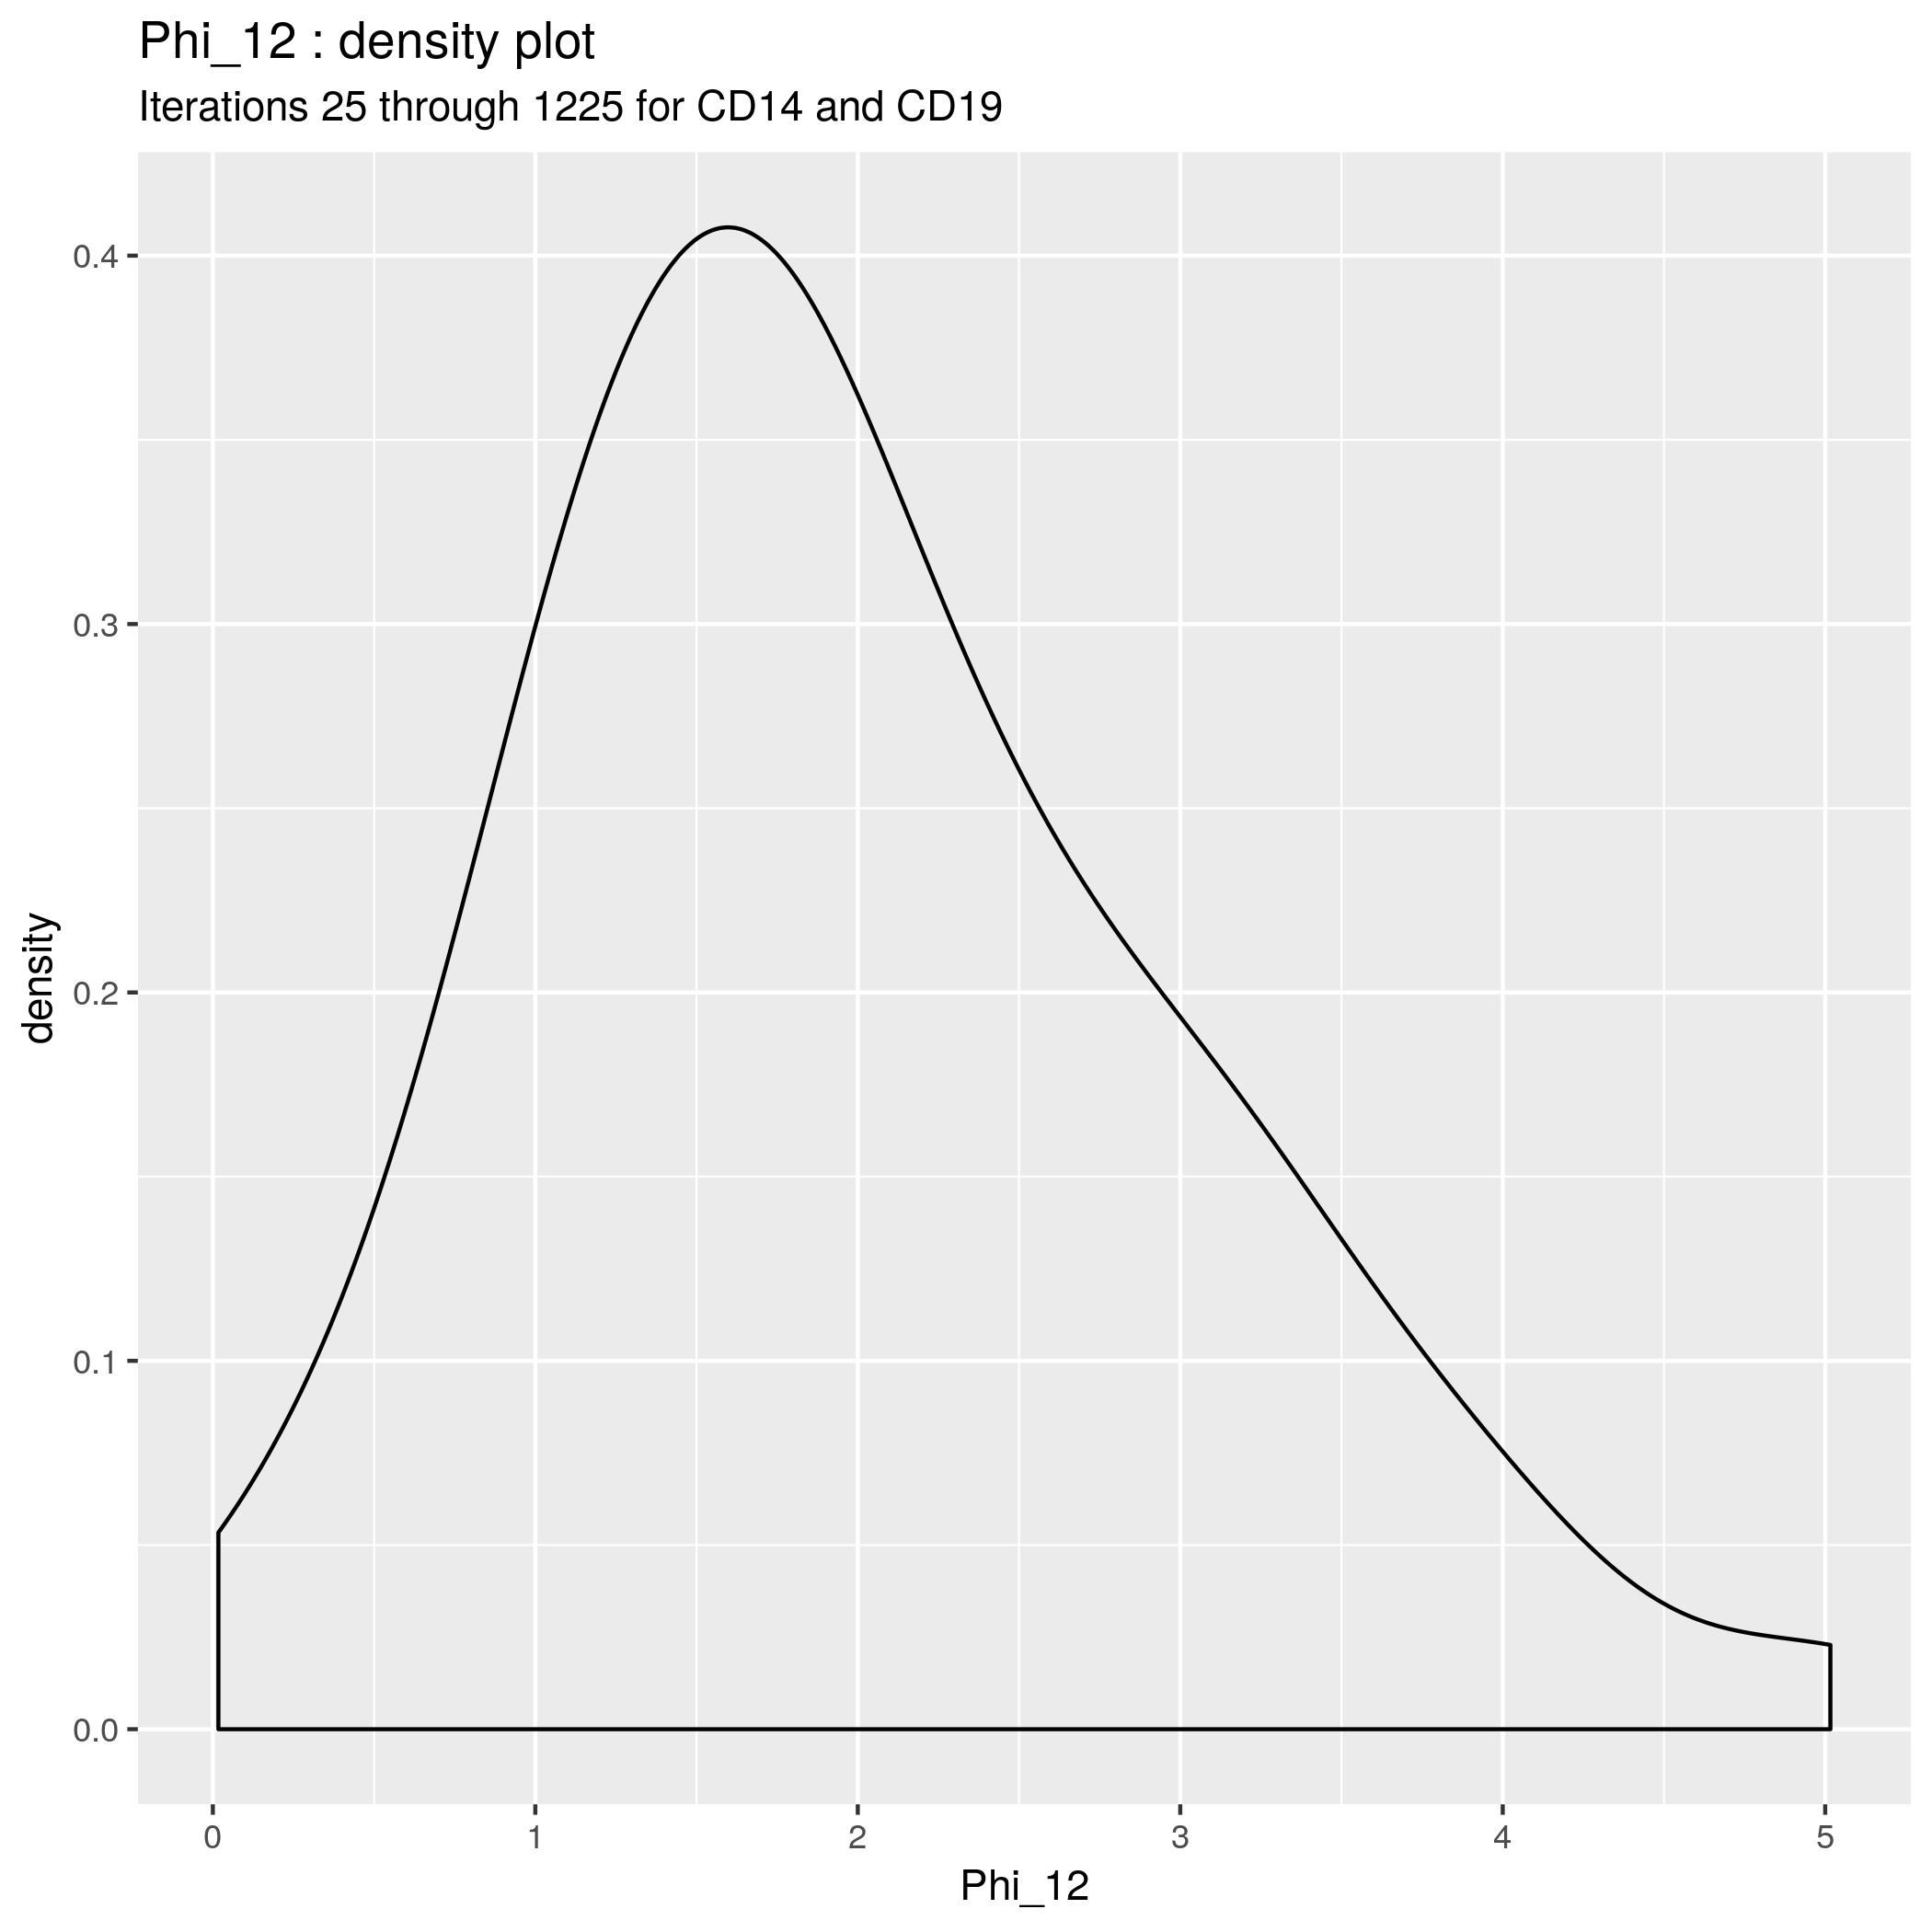 Phi_12 : density plot
Iterations 25 through 1225 for CD14 and CD19
density
0.4
0.3
0.2
0.1
0.0
0 1 2 3 4 5
Phi_12